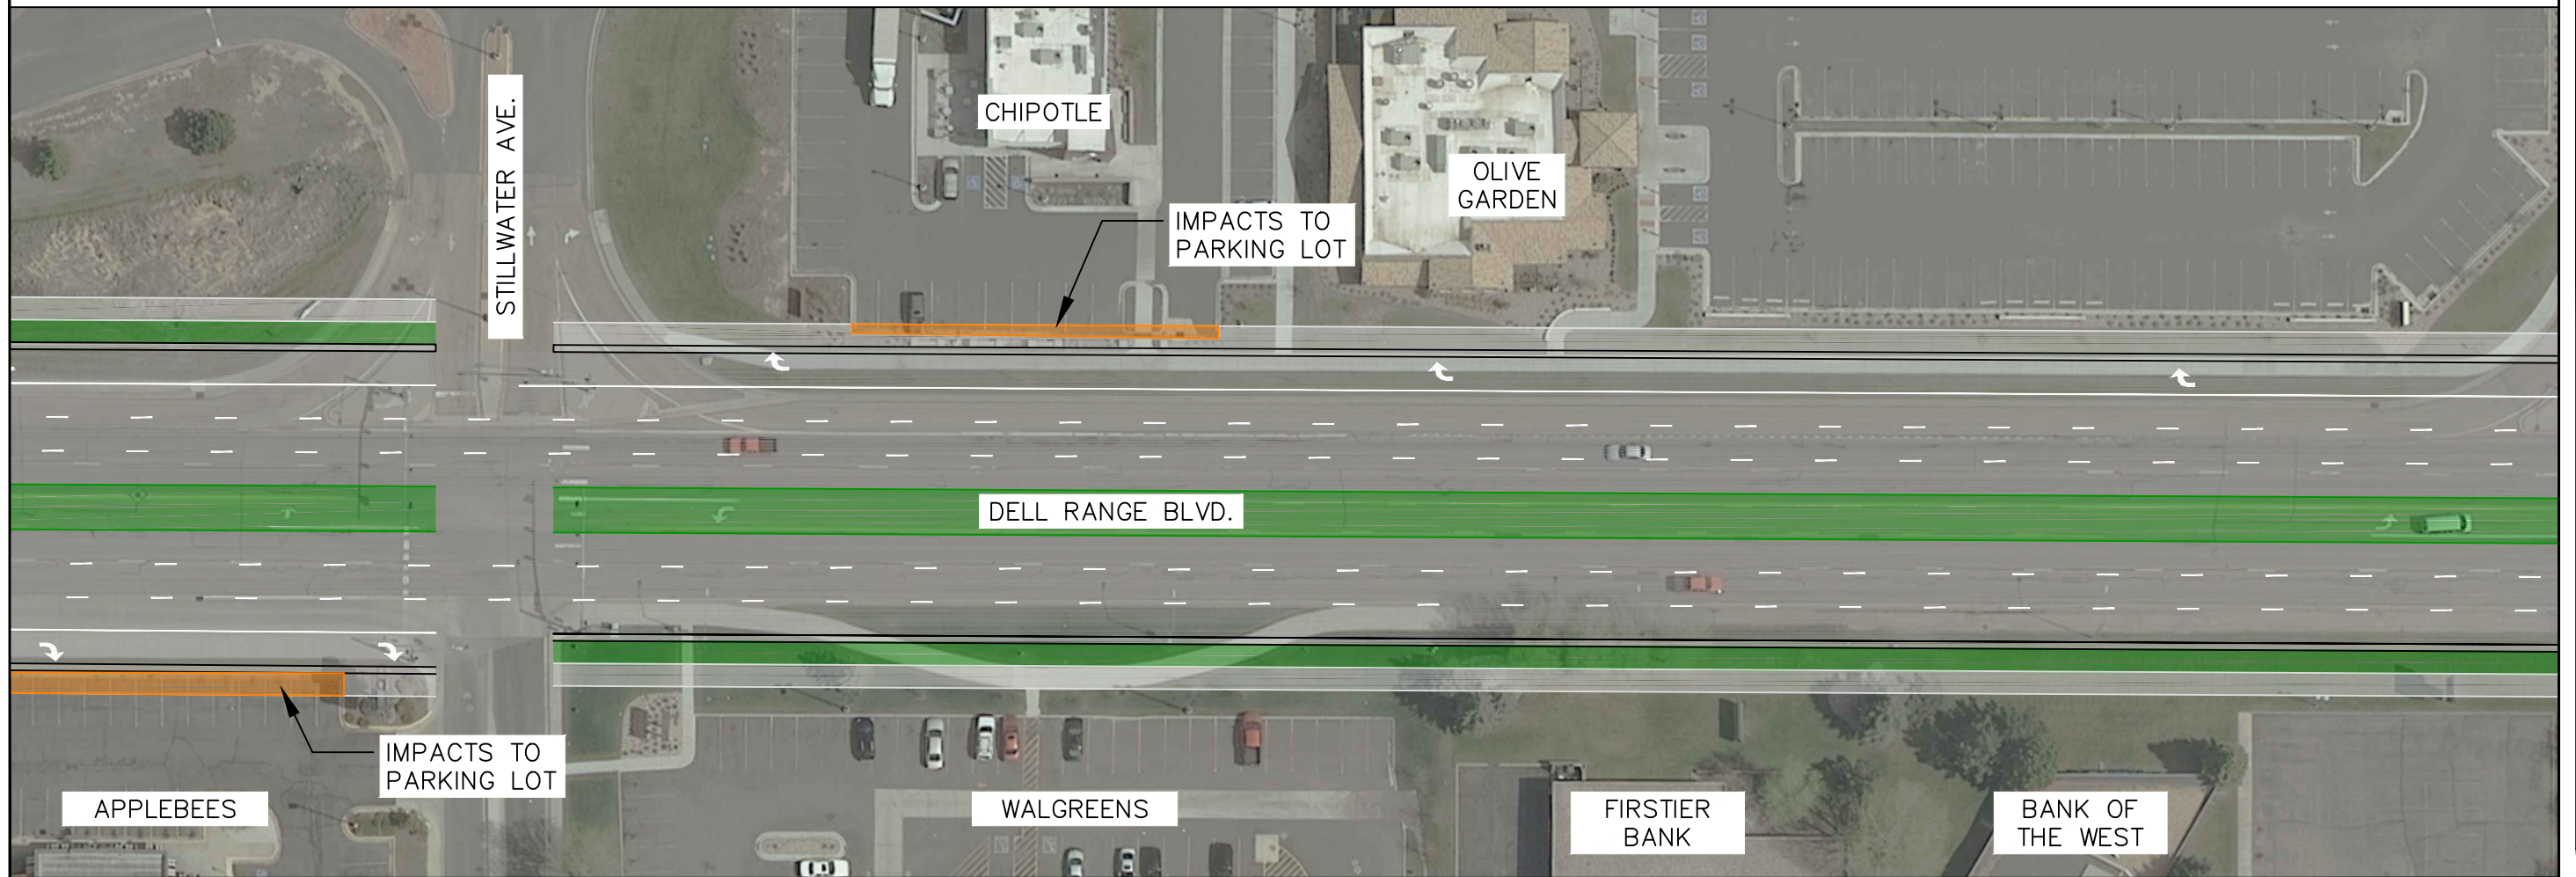 STILLWATER AVE.
CHIPOTLE
OLIVE
GARDEN
IMPACTS TO
PARKING LOT
DELL RANGE BLVD.
IMPACTS TO
PARKING LOT
APPLEBEES
WALGREENS
FIRSTIER
BANK
BANK OF
THE WEST